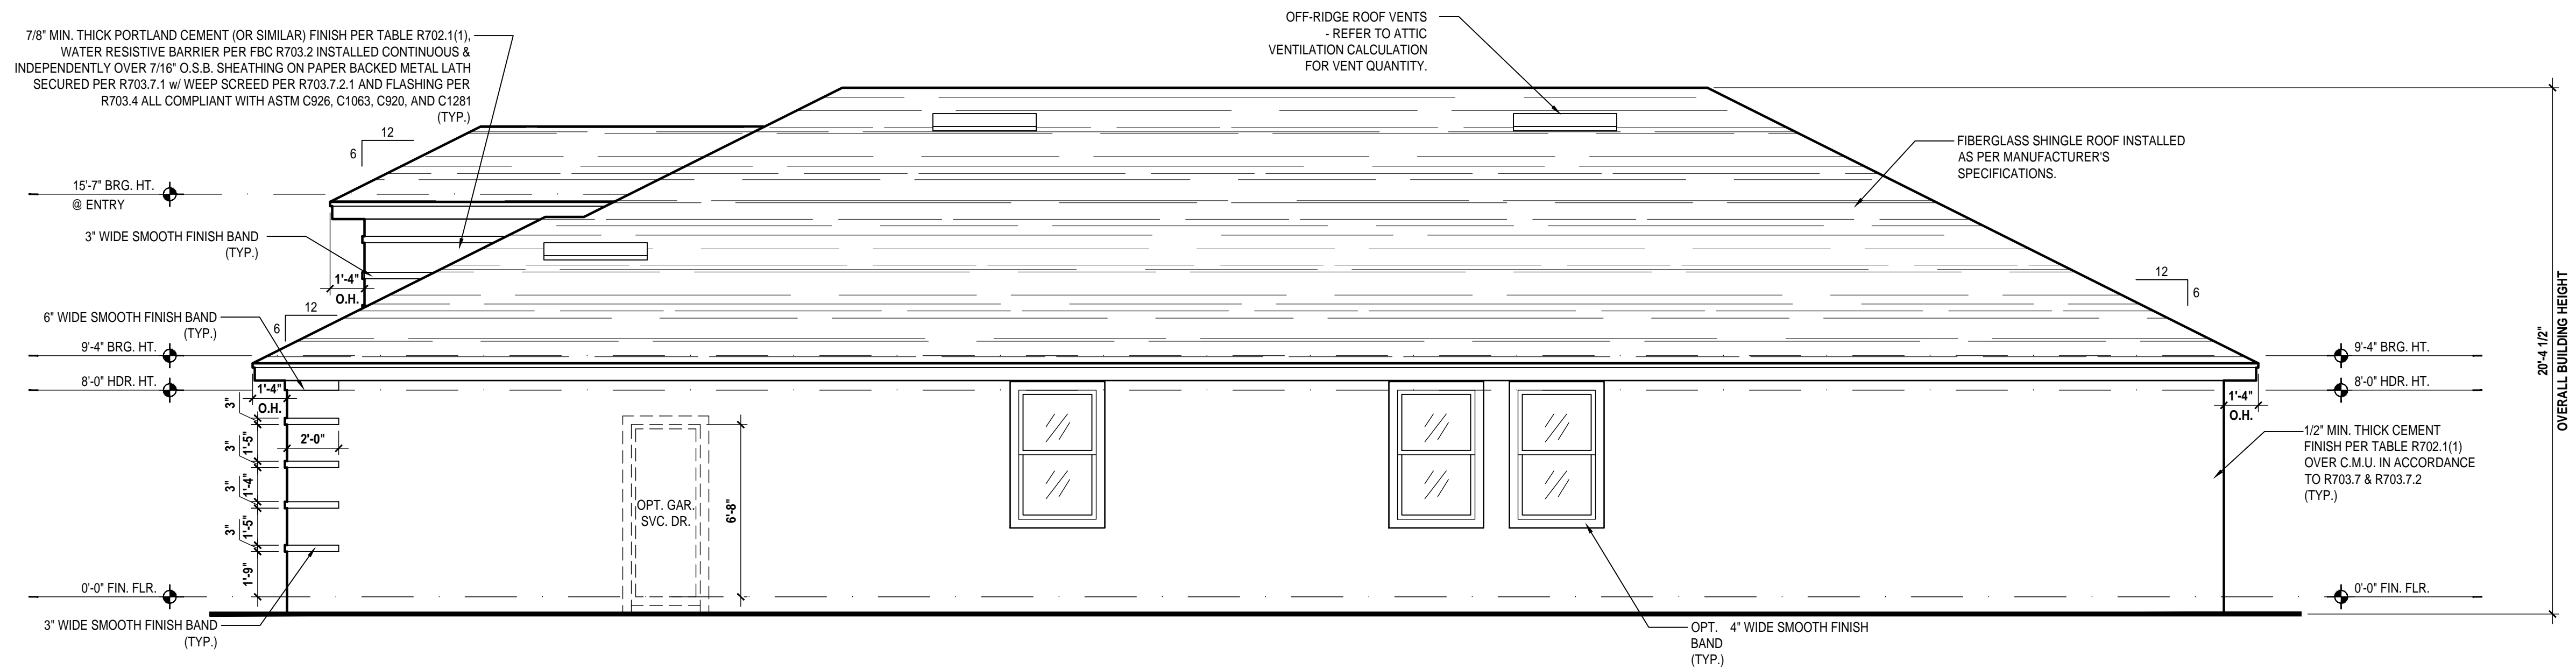 7/8" MIN. THICK PORTLAND CEMENT (OR SIMILAR) FINISH PER TABLE R702.1(1),
WATER RESISTIVE BARRIER PER FBC R703.2 INSTALLED CONTINUOUS &
INDEPENDENTLY OVER 7/16" O.S.B. SHEATHING ON PAPER BACKED METAL LATH
SECURED PER R703.7.1 w/ WEEP SCREED PER R703.7.2.1 AND FLASHING PER
R703.4 ALL COMPLIANT WITH ASTM C926, C1063, C920, AND C1281
(TYP.)
OFF-RIDGE ROOF VENTS
- REFER TO ATTIC
VENTILATION CALCULATION
FOR VENT QUANTITY.
FIBERGLASS SHINGLE ROOF INSTALLED
AS PER MANUFACTURER'S
SPECIFICATIONS.
12
6
15'-7" BRG. HT.
@ ENTRY
3" WIDE SMOOTH FINISH BAND
(TYP.)
1'-4"
O.H.
12
6
12
6
6" WIDE SMOOTH FINISH BAND
(TYP.)
9'-4" BRG. HT.
8'-0" HDR. HT.
1'-4"
O.H.
3"
1'-5"
3"
1'-4"
3"
1'-5"
3"
1'-9"
2'-0"
OPT. GAR.
SVC. DR.
6'-8"
0'-0" FIN. FLR.
3" WIDE SMOOTH FINISH BAND
(TYP.)
OPT. 4" WIDE SMOOTH FINISH
BAND
(TYP.)
9'-4" BRG. HT.
8'-0" HDR. HT.
1'-4"
O.H.
1/2" MIN. THICK CEMENT
FINISH PER TABLE R702.1(1)
OVER C.M.U. IN ACCORDANCE
TO R703.7 & R703.7.2
(TYP.)
0'-0" FIN. FLR.
20'-4 1/2"
OVERALL BUILDING HEIGHT